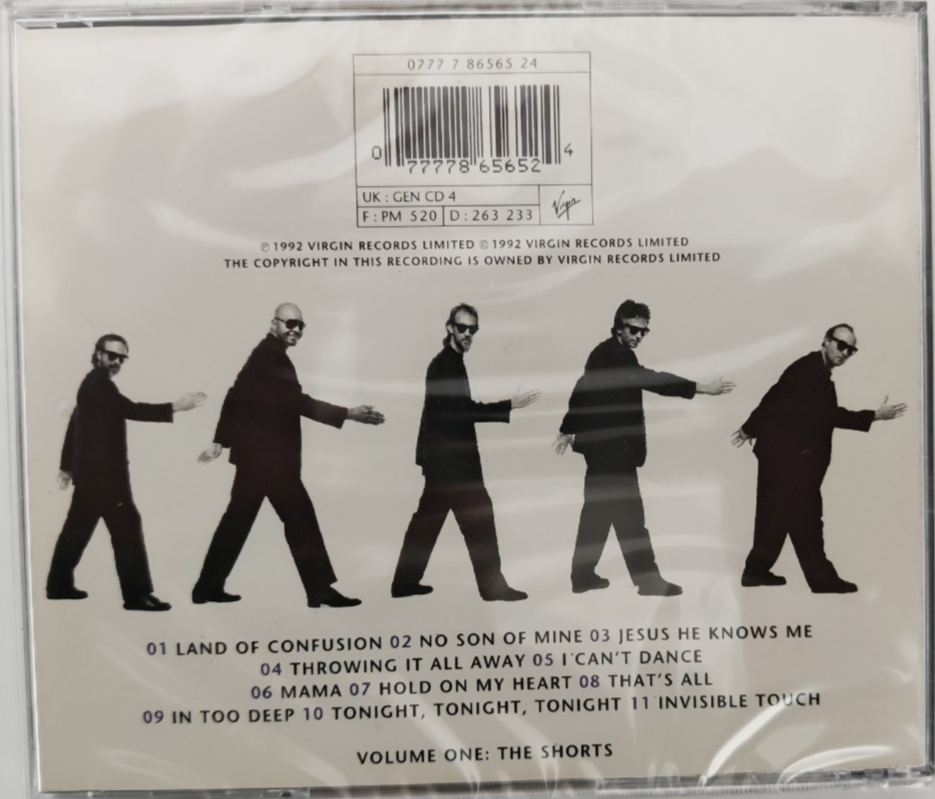 0777 7 86565 24
0 77778 65652 4
UK : GEN CD 4
F : PM 520 D : 263 233 Virgin
℗ 1992 VIRGIN RECORDS LIMITED © 1992 VIRGIN RECORDS LIMITED
THE COPYRIGHT IN THIS RECORDING IS OWNED BY VIRGIN RECORDS LIMITED
01 LAND OF CONFUSION 02 NO SON OF MINE 03 JESUS HE KNOWS ME
04 THROWING IT ALL AWAY 05 I CAN'T DANCE
06 MAMA 07 HOLD ON MY HEART 08 THAT'S ALL
09 IN TOO DEEP 10 TONIGHT, TONIGHT, TONIGHT 11 INVISIBLE TOUCH
VOLUME ONE: THE SHORTS